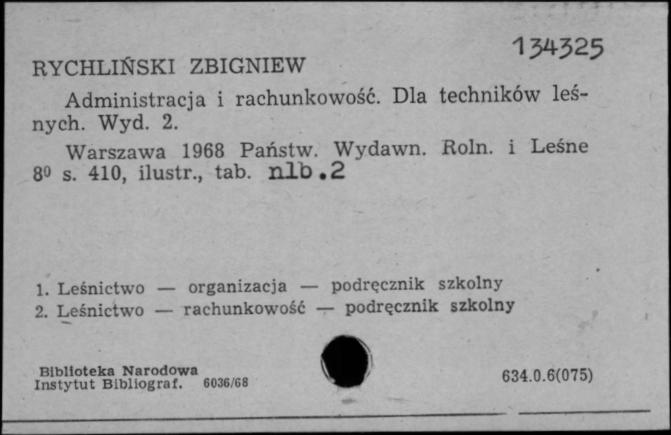 134325
RYCHLIŃSKI ZBIGNIEW
Administracja i rachunkowość. Dla techników leś-
nych. Wyd. 2.
Warszawa 1968 Państw. Wydawn. Roln. i Leśne
8⁰ s. 410, ilustr., tab. nlb.2
1. Leśnictwo — organizacja — podręcznik szkolny
2. Leśnictwo — rachunkowość — podręcznik szkolny
Biblioteka Narodowa
Instytut Bibliograf. 6036/68
634.0.6(075)